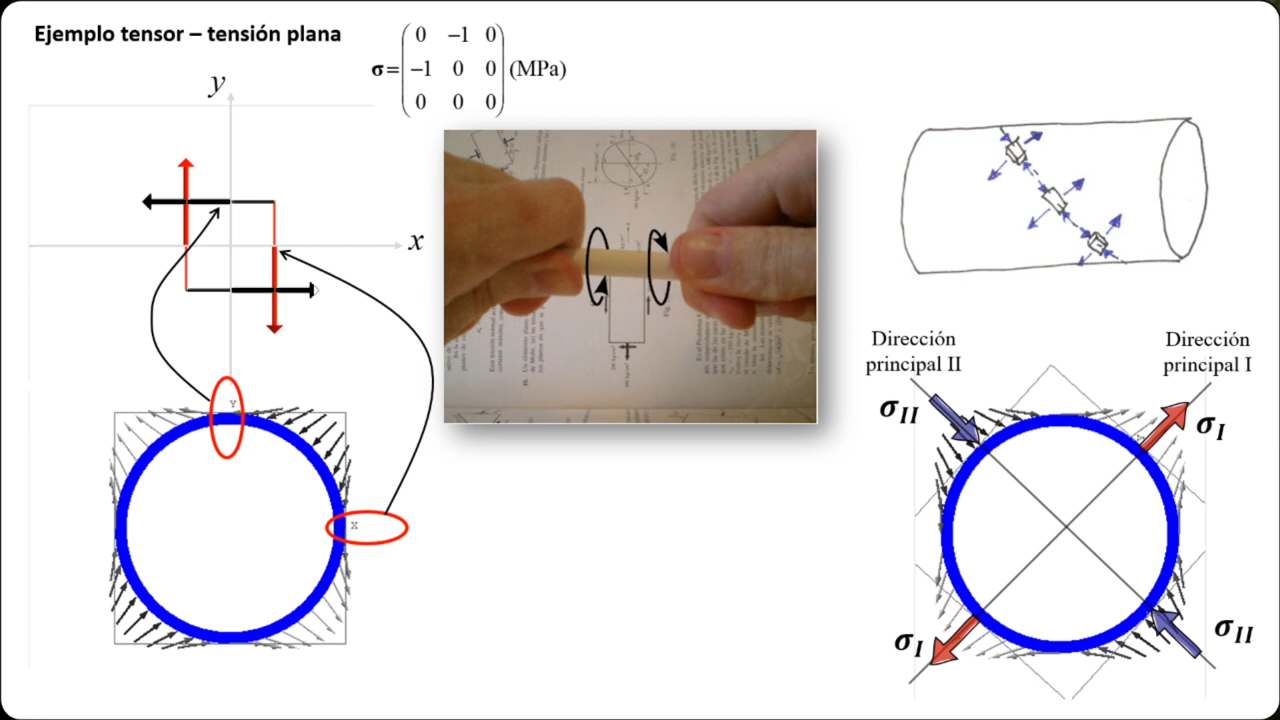 Ejemplo tensor – tensión plana
σ= ( 0 −1 0
−1 0 0
0 0 0 ) (MPa)
y
x
Y
X
Dirección
principal II
Dirección
principal I
σII
σI
σI
σII